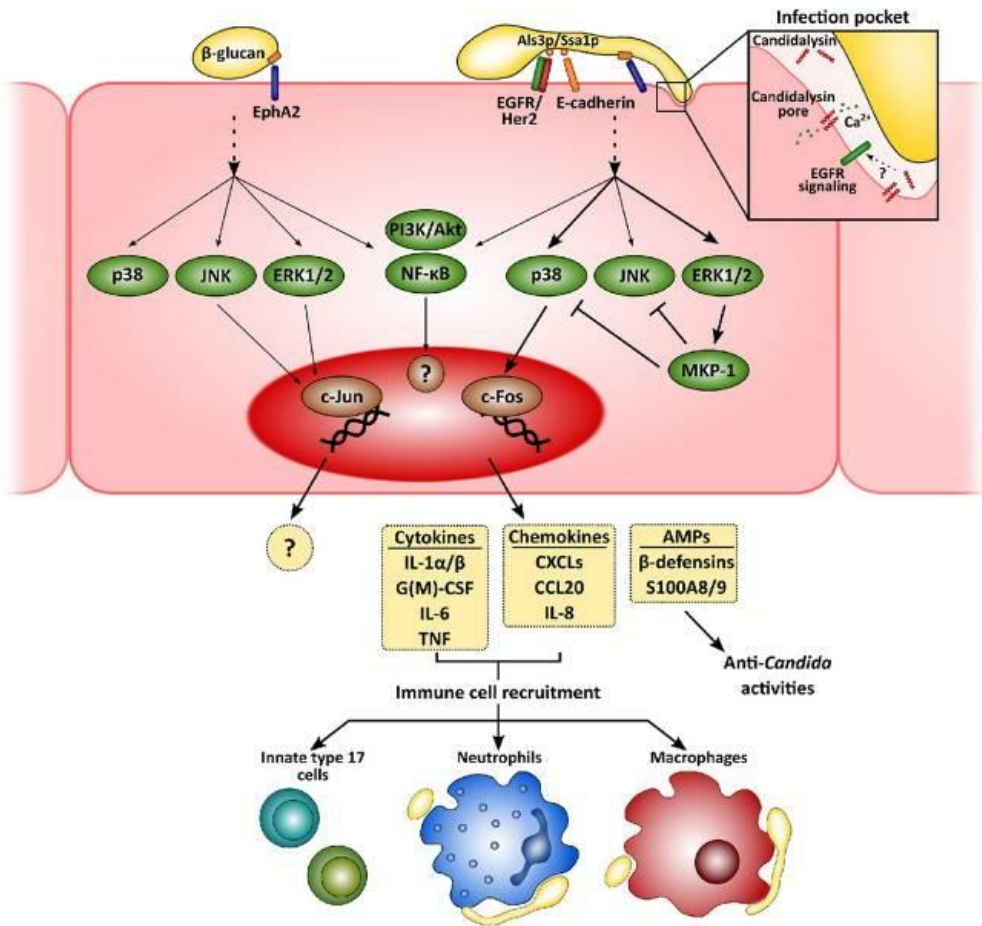 Infection pocket
Candidalysin
Candidalysin
pore
Ca2+
EGFR
signaling
?
β-glucan
EphA2
Als3p/Ssa1p
EGFR/
Her2
E-cadherin
PI3K/Akt
p38
JNK
ERK1/2
NF-κB
p38
JNK
ERK1/2
MKP-1
?
c-Jun
c-Fos
?
Cytokines
IL-1α/β
G(M)-CSF
IL-6
TNF
Chemokines
CXCLs
CCL20
IL-8
AMPs
β-defensins
S100A8/9
Anti-Candida
activities
Immune cell recruitment
Innate type 17
cells
Neutrophils
Macrophages